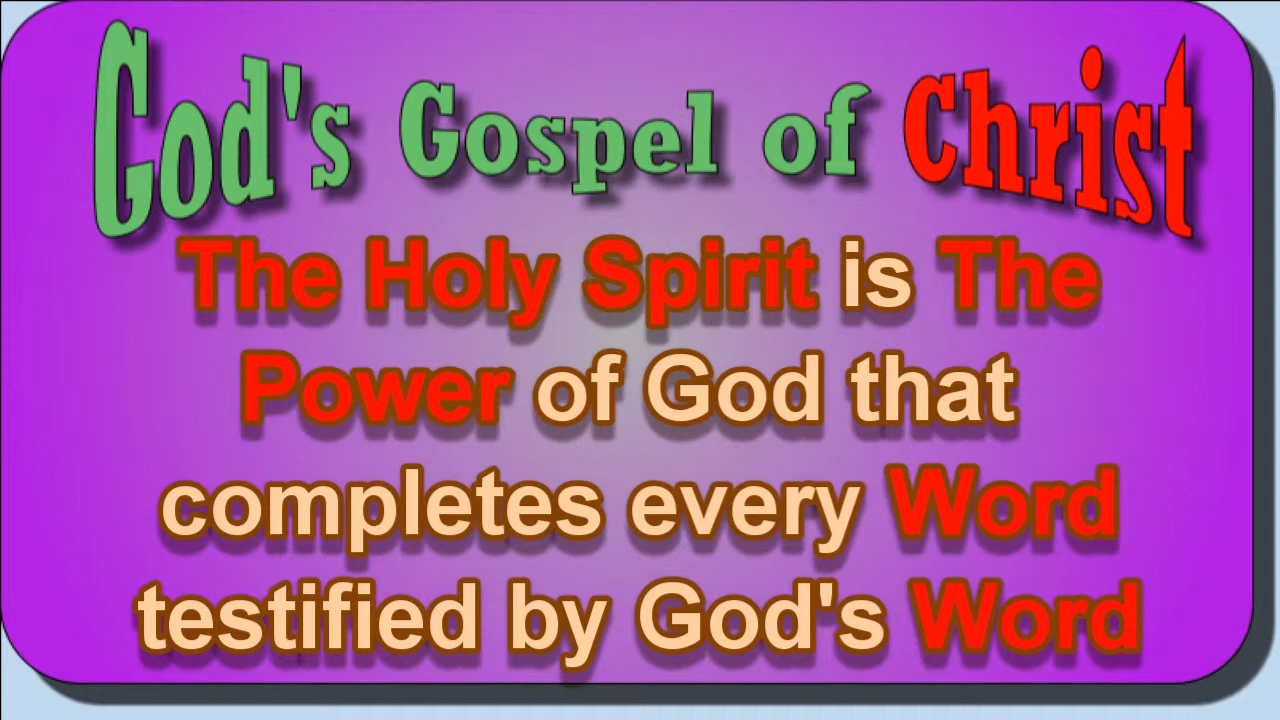 God's Gospel of Christ
The Holy Spirit is The
Power of God that
completes every Word
testified by God's Word